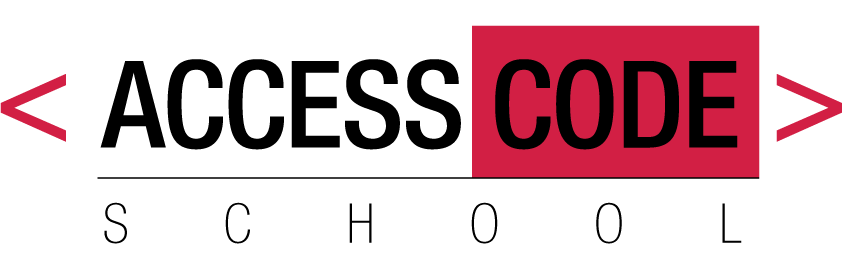 < ACCESS CODE >
SCHOOL